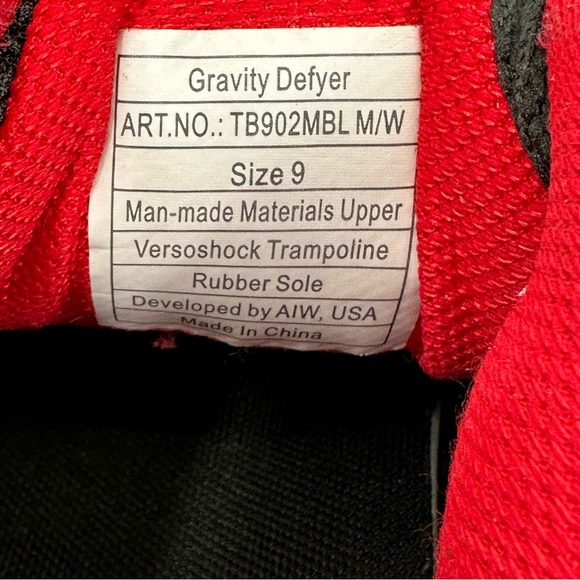 Gravity Defyer
ART.NO.: TB902MBL M/W
Size 9
Man-made Materials Upper
Versoshock Trampoline
Rubber Sole
Developed by AIW, USA
Made In China